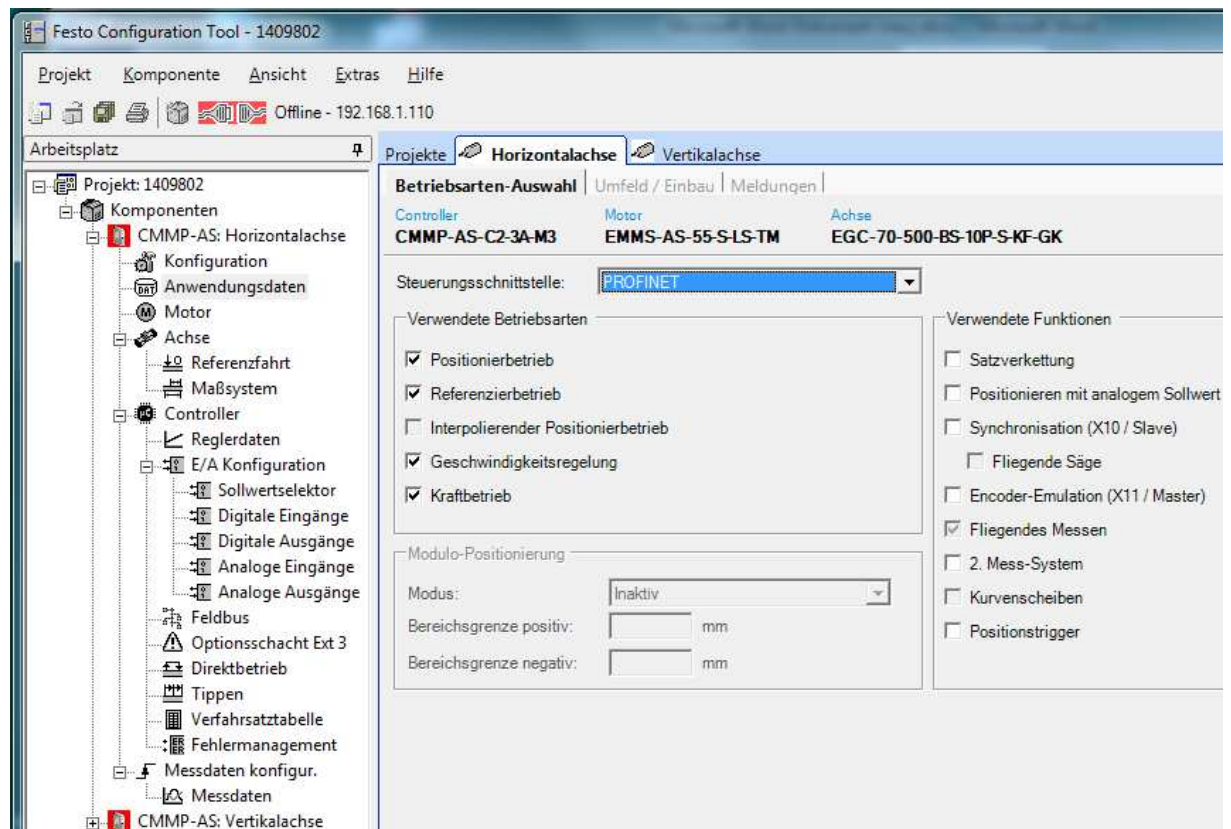 Festo Configuration Tool - 1409802
Projekt Komponente Ansicht Extras Hilfe
Offline - 192.168.1.110
Arbeitsplatz
Projekt: 1409802
Komponenten
CMMP-AS: Horizontalachse
Konfiguration
Anwendungsdaten
Motor
Achse
Referenzfahrt
Maßsystem
Controller
Reglerdaten
E/A Konfiguration
Sollwertselektor
Digitale Eingänge
Digitale Ausgänge
Analoge Eingänge
Analoge Ausgänge
Feldbus
Optionsschacht Ext 3
Direktbetrieb
Tippen
Verfahrsatztabelle
Fehlermanagement
Messdaten konfigur.
Messdaten
CMMP-AS: Vertikalachse
Projekte Horizontalachse Vertikalachse
Betriebsarten-Auswahl Umfeld / Einbau Meldungen
Controller Motor Achse
CMMP-AS-C2-3A-M3 EMMS-AS-55-S-LS-TM EGC-70-500-BS-10P-S-KF-GK
Steuerungsschnittstelle: PROFINET
Verwendete Betriebsarten
Positionierbetrieb
Referenzierbetrieb
Interpolierender Positionierbetrieb
Geschwindigkeitsregelung
Kraftbetrieb
Modulo-Positionierung
Modus: Inaktiv
Bereichsgrenze positiv: mm
Bereichsgrenze negativ: mm
Verwendete Funktionen
Satzverkettung
Positionieren mit analogem Sollwert
Synchronisation (X10 / Slave)
Fliegende Säge
Encoder-Emulation (X11 / Master)
Fliegendes Messen
2. Mess-System
Kurvenscheiben
Positionstrigger